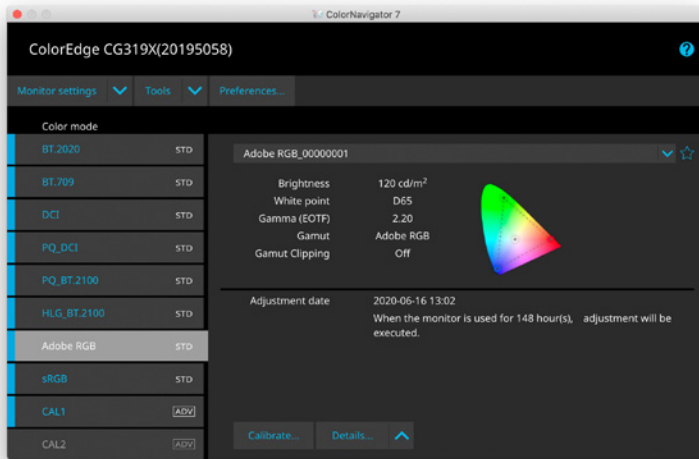 ColorNavigator 7
ColorEdge CG319X(20195058)
?
Monitor settings Tools Preferences...
Color mode
BT.2020 STD
BT.709 STD
DCI STD
PQ_DCI STD
PQ_BT.2100 STD
HLG_BT.2100 STD
Adobe RGB STD
sRGB STD
CAL1 ADV
CAL2 ADV
Adobe RGB_00000001
Brightness 120 cd/m²
White point D65
Gamma (EOTF) 2.20
Gamut Adobe RGB
Gamut Clipping Off
Adjustment date 2020-06-16 13:02
When the monitor is used for 148 hour(s), adjustment will be
executed.
Calibrate... Details...